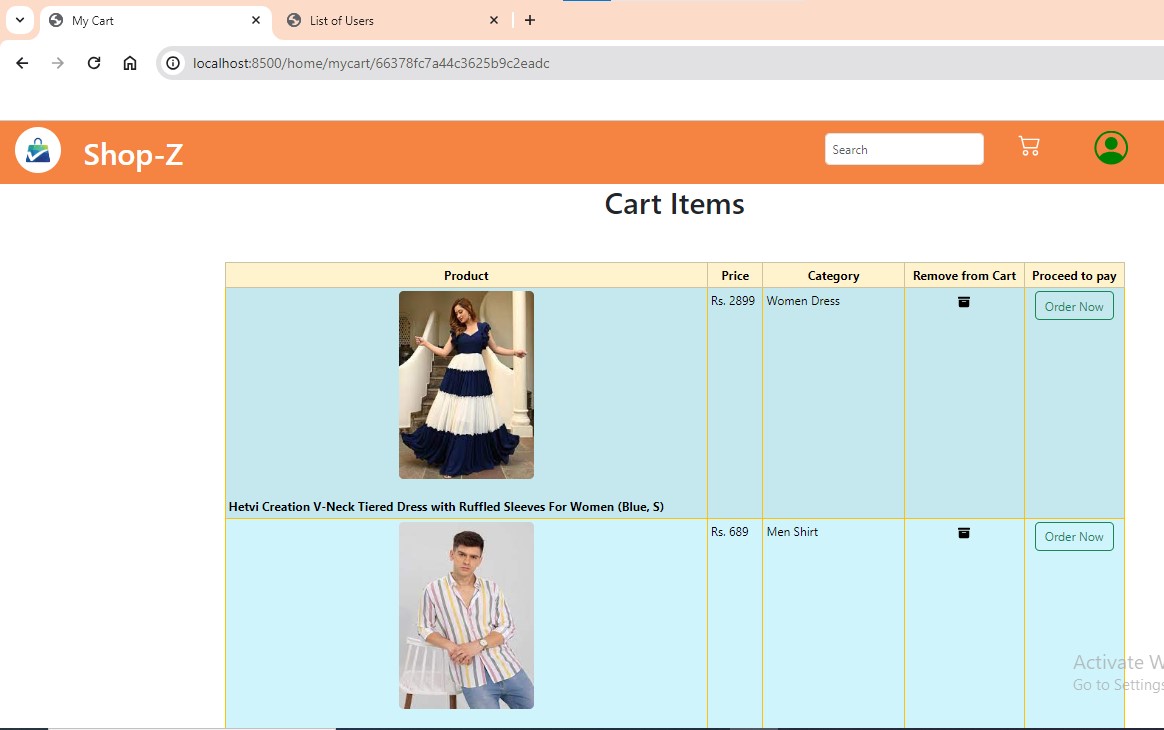 My Cart
List of Users
localhost:8500/home/mycart/66378fc7a44c3625b9c2eadc
Shop-Z
Search
Cart Items
Product Price Category Remove from Cart Proceed to pay
Rs. 2899 Women Dress Order Now
Hetvi Creation V-Neck Tiered Dress with Ruffled Sleeves For Women (Blue, S)
Rs. 689 Men Shirt Order Now
Activate W
Go to Settings